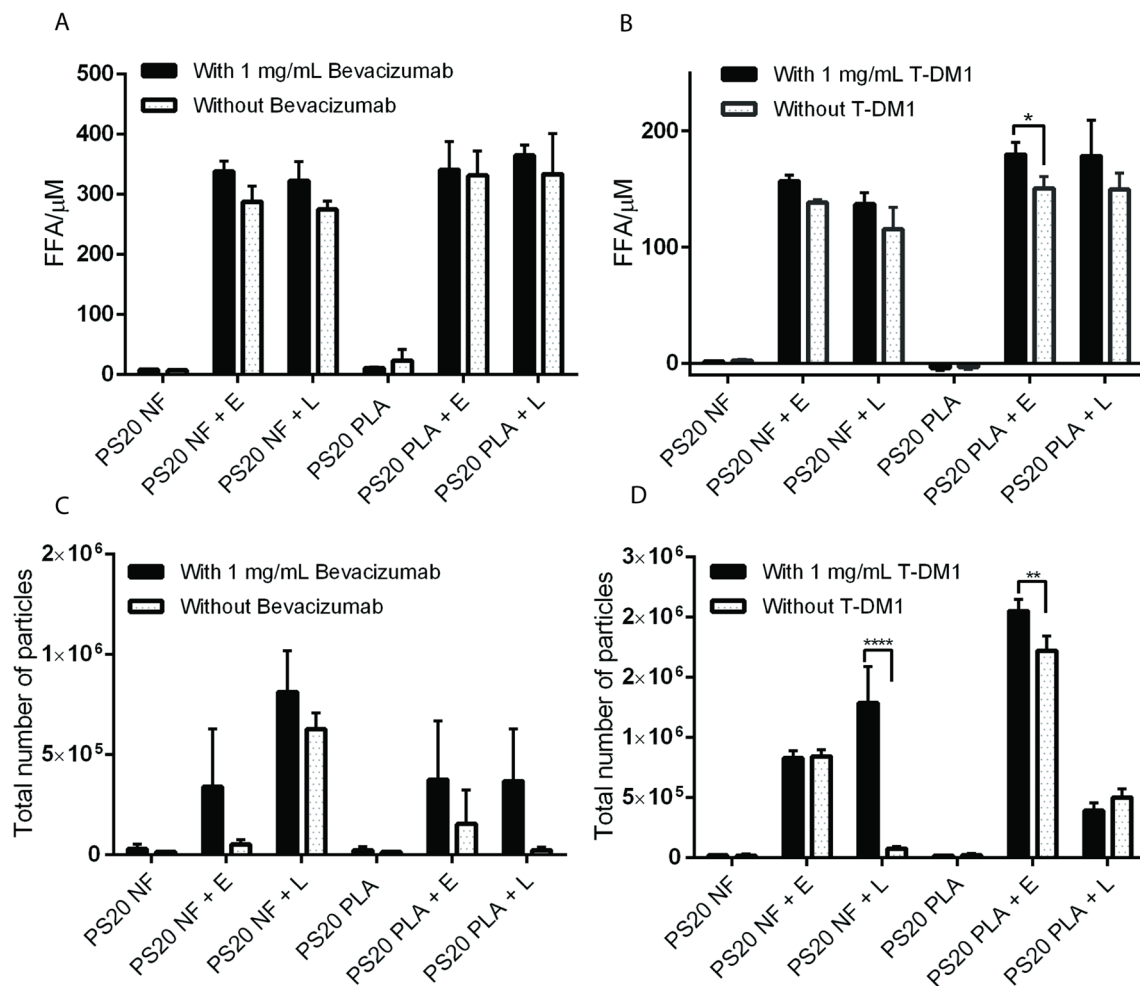 A
With 1 mg/mL Bevacizumab
Without Bevacizumab
500
400
300
200
100
0
FFA/μM
PS20 NF
PS20 NF + E
PS20 NF + L
PS20 PLA
PS20 PLA + E
PS20 PLA + L
B
With 1 mg/mL T-DM1
Without T-DM1
*
200
100
0
FFA/μM
PS20 NF
PS20 NF + E
PS20 NF + L
PS20 PLA
PS20 PLA + E
PS20 PLA + L
C
With 1 mg/mL Bevacizumab
Without Bevacizumab
2×10⁶
1×10⁶
5×10⁵
0
Total number of particles
PS20 NF
PS20 NF + E
PS20 NF + L
PS20 PLA
PS20 PLA + E
PS20 PLA + L
D
With 1 mg/mL T-DM1
Without T-DM1
**
****
3×10⁶
2×10⁶
2×10⁶
1×10⁶
5×10⁵
0
Total number of particles
PS20 NF
PS20 NF + E
PS20 NF + L
PS20 PLA
PS20 PLA + E
PS20 PLA + L